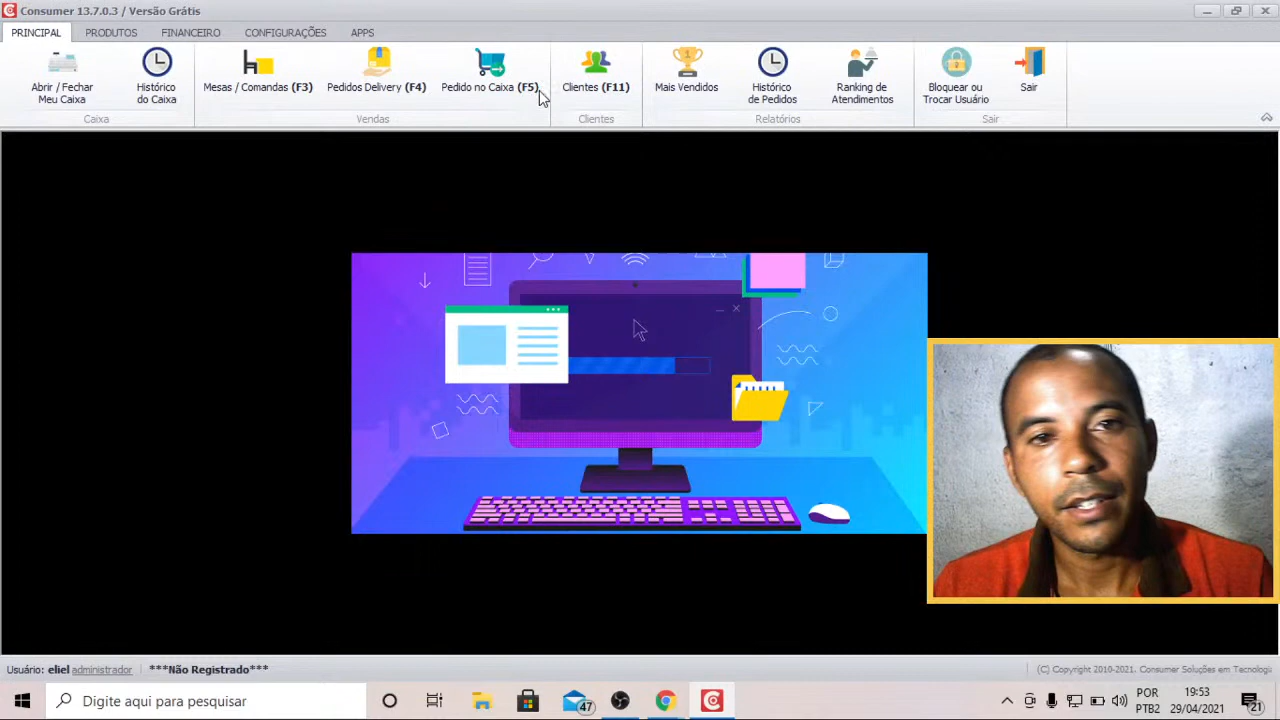 Consumer 13.7.0.3 / Versão Grátis
PRINCIPAL PRODUTOS FINANCEIRO CONFIGURAÇÕES APPS
Abrir / Fechar
Meu Caixa
Histórico
do Caixa
Caixa
Mesas / Comandas (F3)
Pedidos Delivery (F4)
Pedido no Caixa (F5)
Vendas
Clientes (F11)
Clientes
Mais Vendidos
Histórico
de Pedidos
Ranking de
Atendimentos
Relatórios
Bloquear ou
Trocar Usuário
Sair
Sair
Usuário: eliel administrador ***Não Registrado***
(C) Copyright 2010-2021. Consumer Soluções em Tecnologi
Digite aqui para pesquisar
47
POR
PTB2
19:53
29/04/2021
21